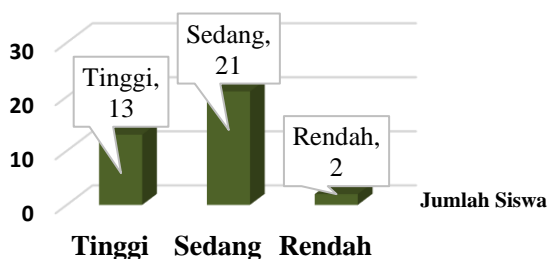 30
20
10
0
Tinggi,
13
Sedang,
21
Rendah,
2
Jumlah Siswa
Tinggi Sedang Rendah